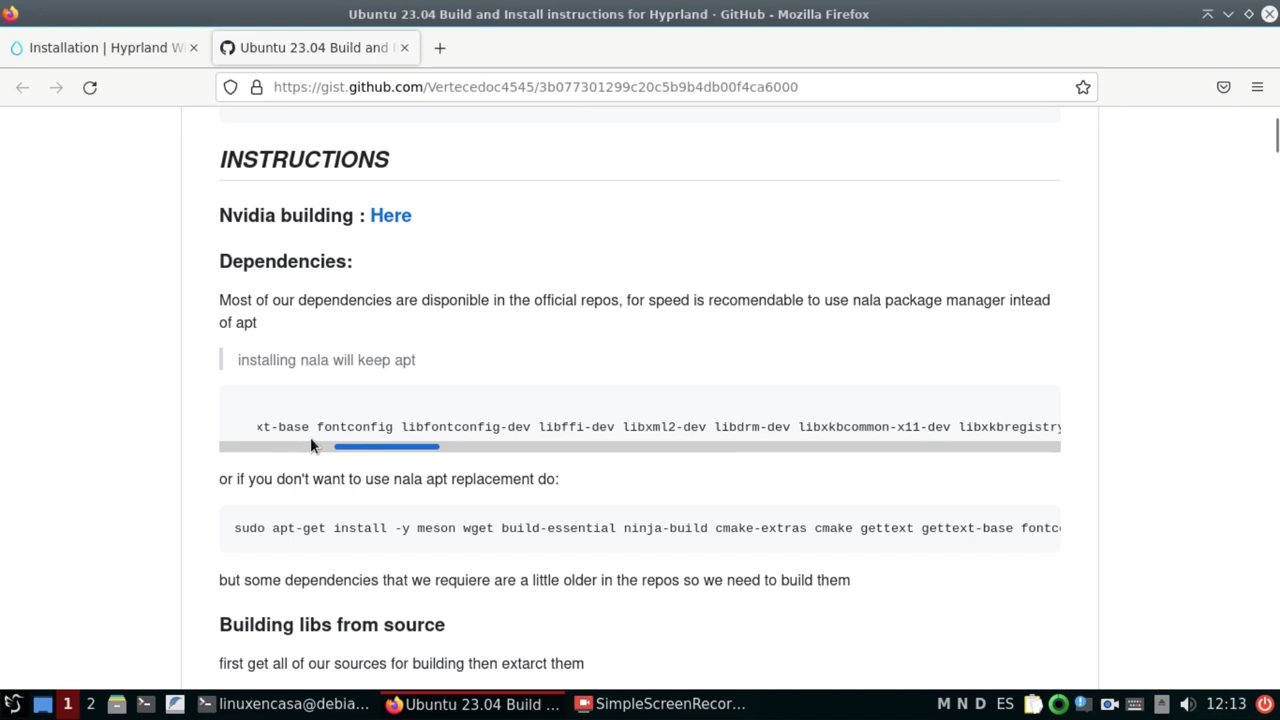 Ubuntu 23.04 Build and Install instructions for Hyprland · GitHub - Mozilla Firefox
Installation | Hyprland W
Ubuntu 23.04 Build and I
https://gist.github.com/Vertecedoc4545/3b077301299c20c5b9b4db00f4ca6000
INSTRUCTIONS
Nvidia building : Here
Dependencies:
Most of our dependencies are disponible in the official repos, for speed is recomendable to use nala package manager intead
of apt
installing nala will keep apt
xt-base fontconfig libfontconfig-dev libffi-dev libxml2-dev libdrm-dev libxkbcommon-x11-dev libxkbregistry
or if you don't want to use nala apt replacement do:
sudo apt-get install -y meson wget build-essential ninja-build cmake-extras cmake gettext gettext-base fontc
but some dependencies that we requiere are a little older in the repos so we need to build them
Building libs from source
first get all of our sources for building then extarct them
1 2 linuxencasa@debia... Ubuntu 23.04 Build ... SimpleScreenRecor... M N D ES 12:13